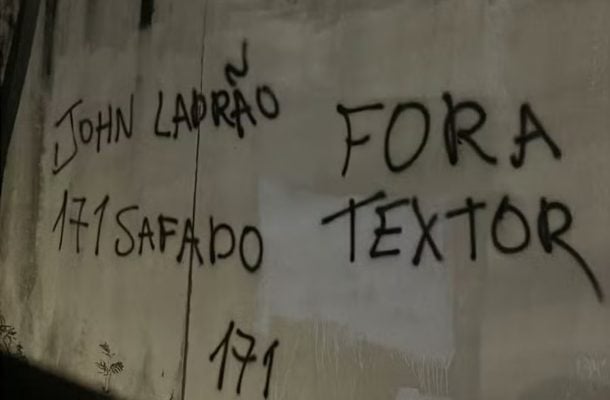 JOHN LADRÃO
171 SAFADO
171
FORA
TEXTOR